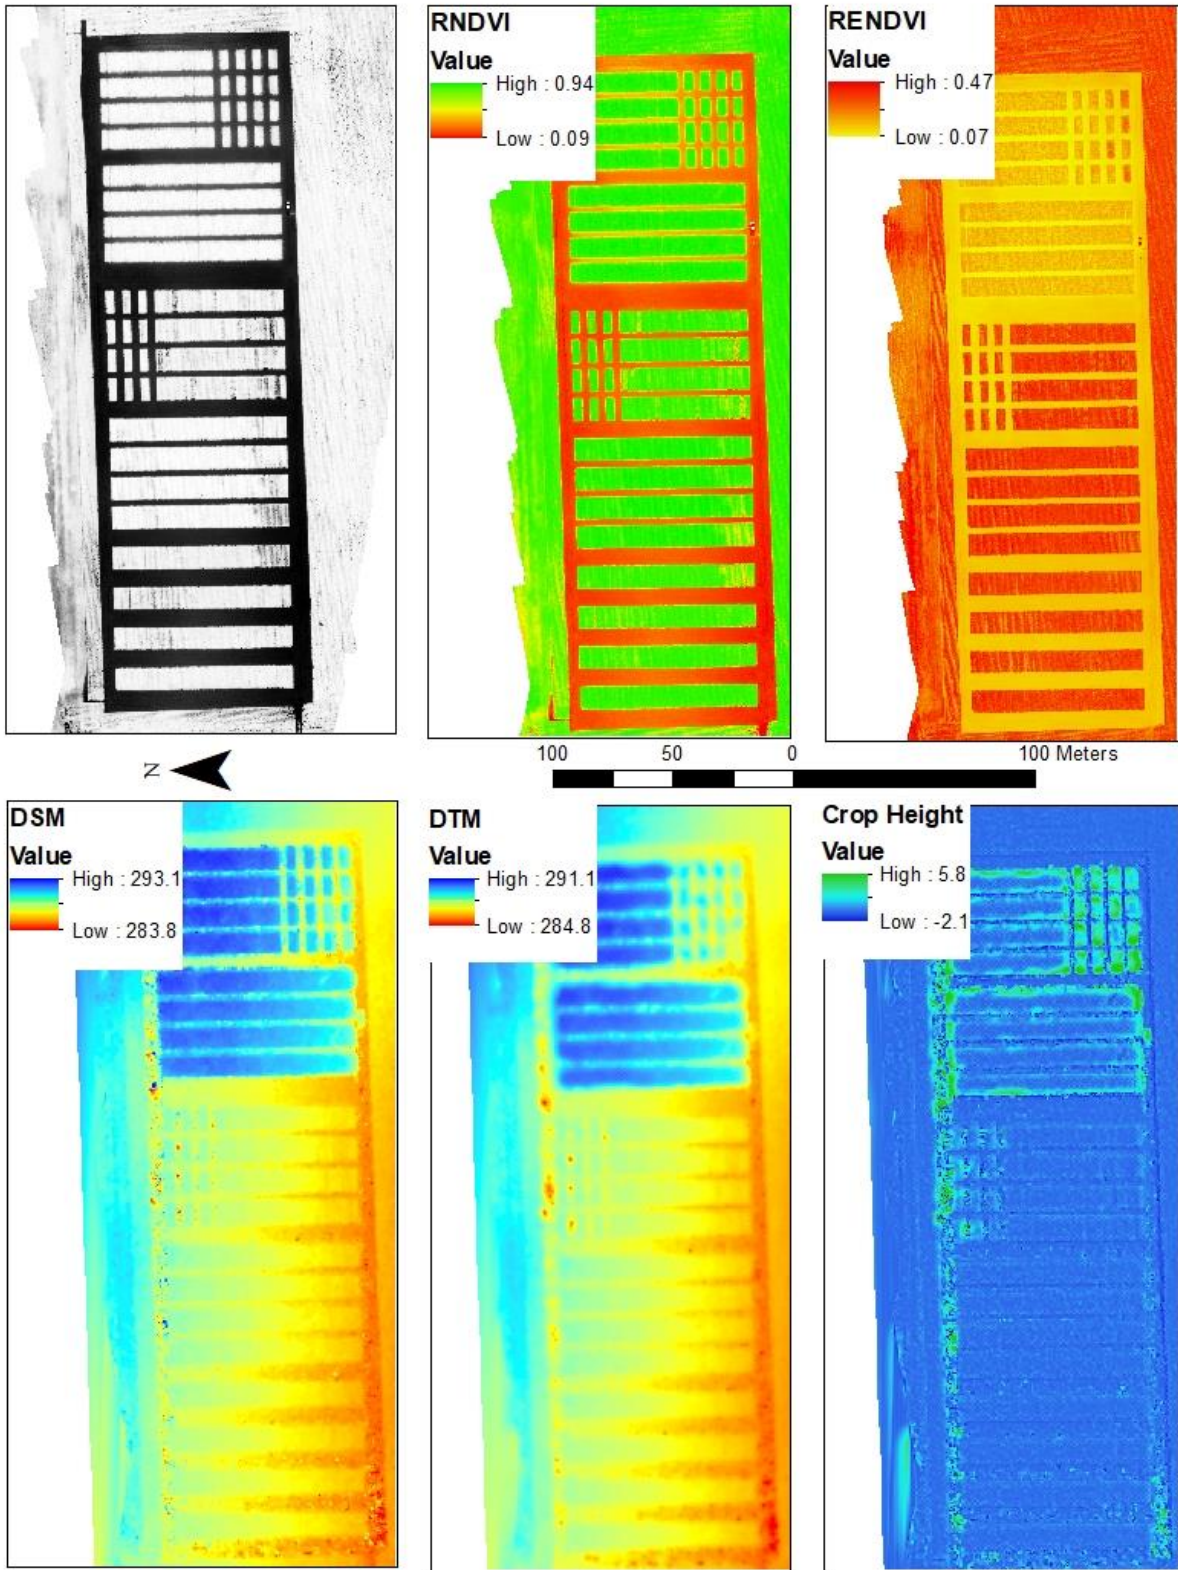 RNDVI
Value
High : 0.94
Low : 0.09
RENDVI
Value
High : 0.47
Low : 0.07
N
100 50 0 100 Meters
DSM
Value
High : 293.1
Low : 283.8
DTM
Value
High : 291.1
Low : 284.8
Crop Height
Value
High : 5.8
Low : -2.1